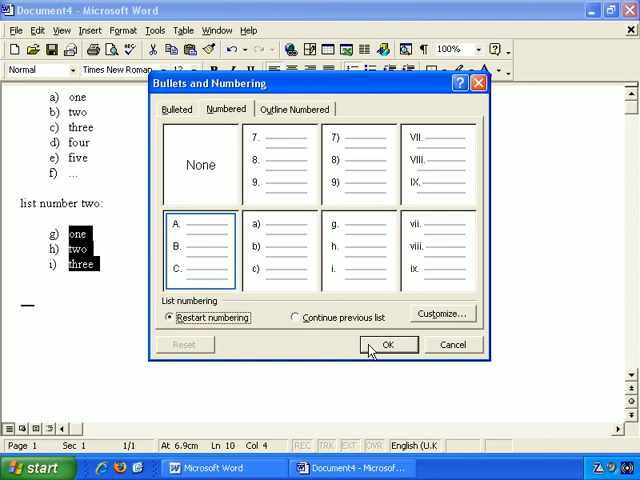 Document4 - Microsoft Word
File Edit View Insert Format Tools Table Window Help
100%
Normal Times New Roman 12 B
a) one
b) two
c) three
d) four
e) five
f) ...
list number two:
g) one
h) two
i) three
Bullets and Numbering
Bulleted Numbered Outline Numbered
None
7.
8.
9.
7)
8)
9)
VII.
VIII.
IX.
A.
B.
C.
a)
b)
c)
g.
h.
i.
vii.
viii.
ix.
List numbering
Restart numbering Continue previous list Customize...
Reset OK Cancel
Page 1 Sec 1 1/1 At 6.9cm Ln 10 Col 4 REC TRK EXT OVR English (U.K
start Microsoft Word Document4 - Microsof...